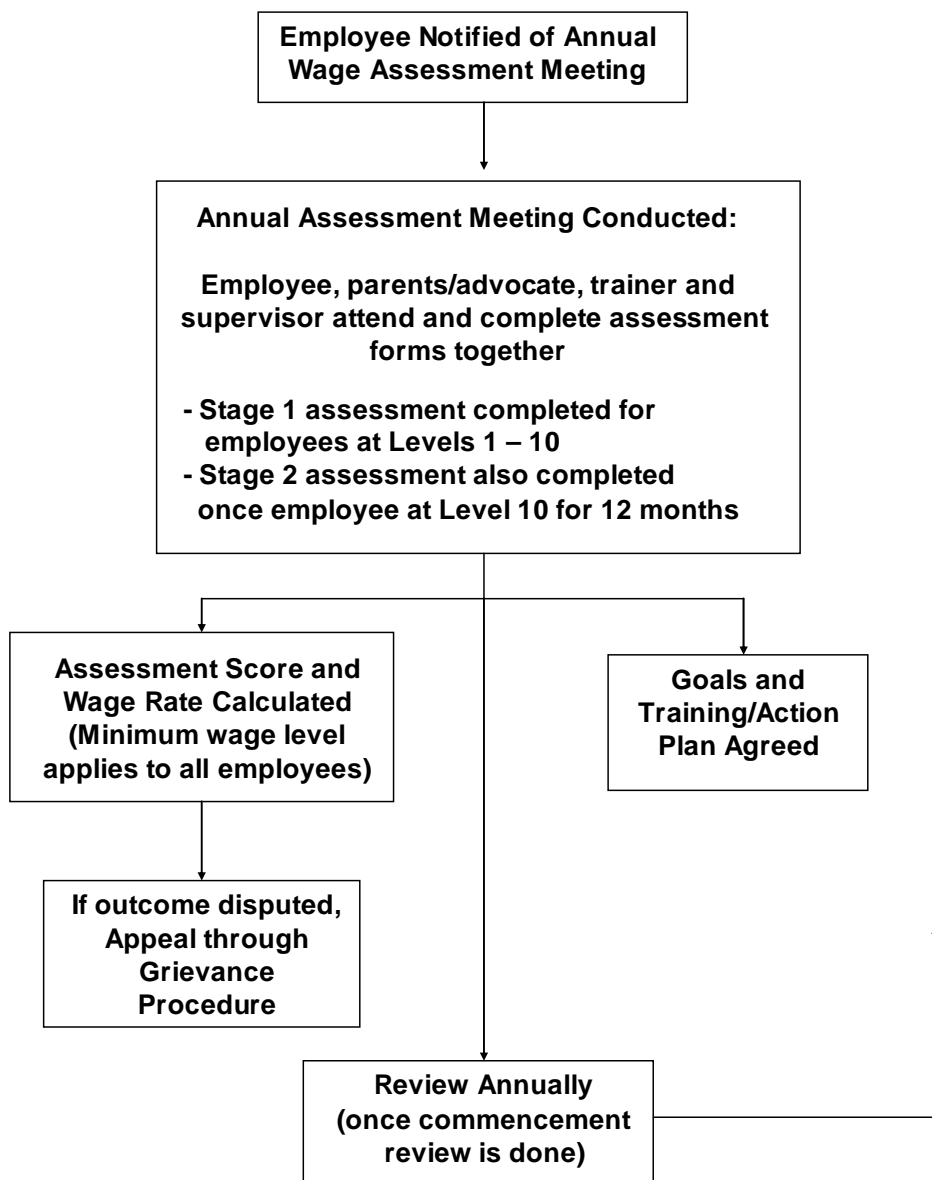 Employee Notified of Annual
Wage Assessment Meeting
Annual Assessment Meeting Conducted:
Employee, parents/advocate, trainer and
supervisor attend and complete assessment
forms together
- Stage 1 assessment completed for
employees at Levels 1 – 10
- Stage 2 assessment also completed
once employee at Level 10 for 12 months
Assessment Score and
Wage Rate Calculated
(Minimum wage level
applies to all employees)
Goals and
Training/Action
Plan Agreed
If outcome disputed,
Appeal through
Grievance
Procedure
Review Annually
(once commencement
review is done)